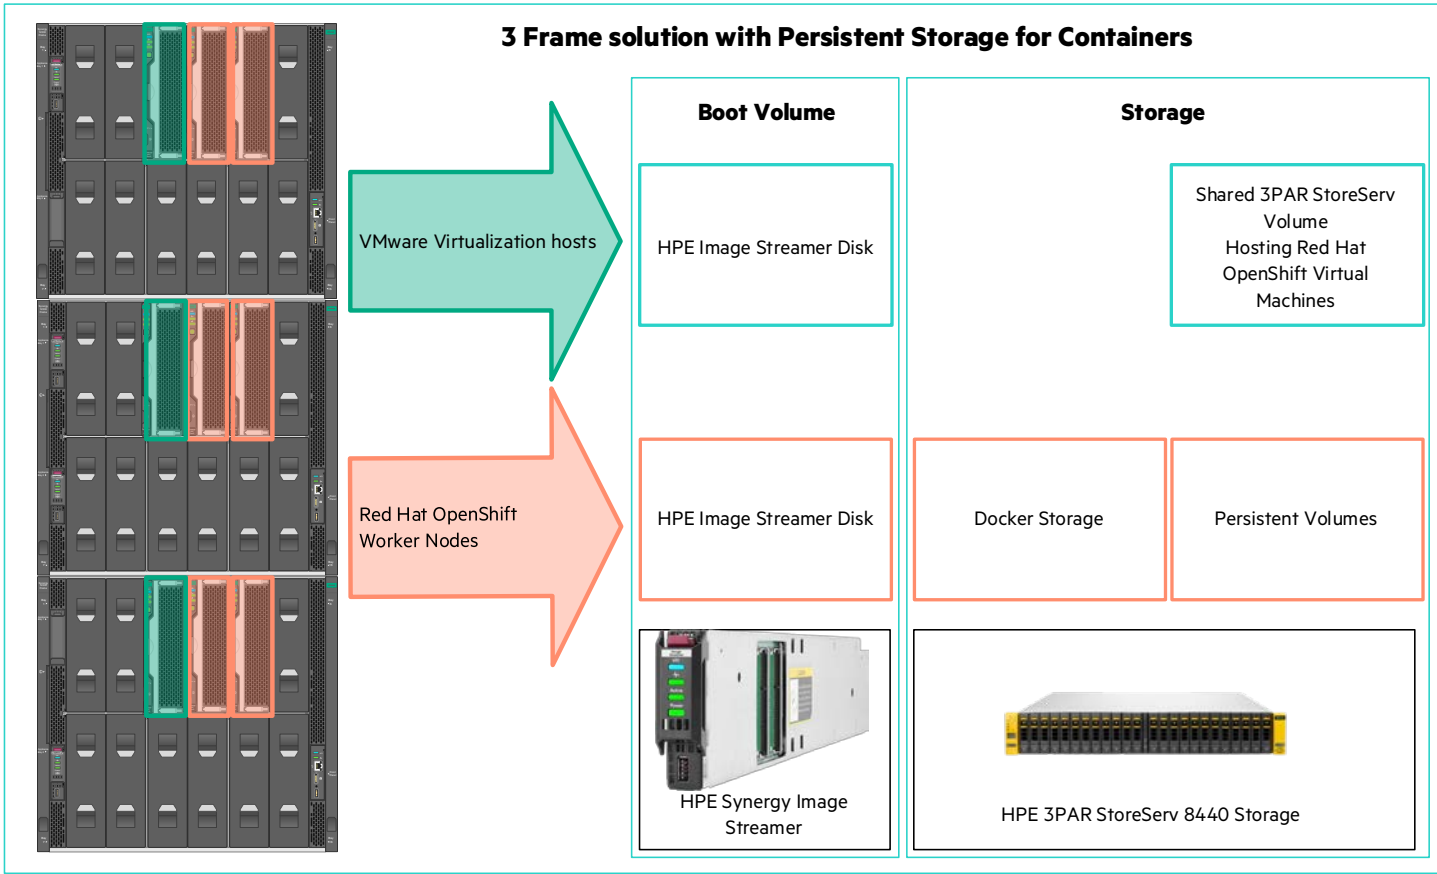 3 Frame solution with Persistent Storage for Containers
Boot Volume
Storage
VMware Virtualization hosts
HPE Image Streamer Disk
Shared 3PAR StoreServ
Volume
Hosting Red Hat
OpenShift Virtual
Machines
Red Hat OpenShift
Worker Nodes
HPE Image Streamer Disk
Docker Storage
Persistent Volumes
HPE Synergy Image
Streamer
HPE 3PAR StoreServ 8440 Storage